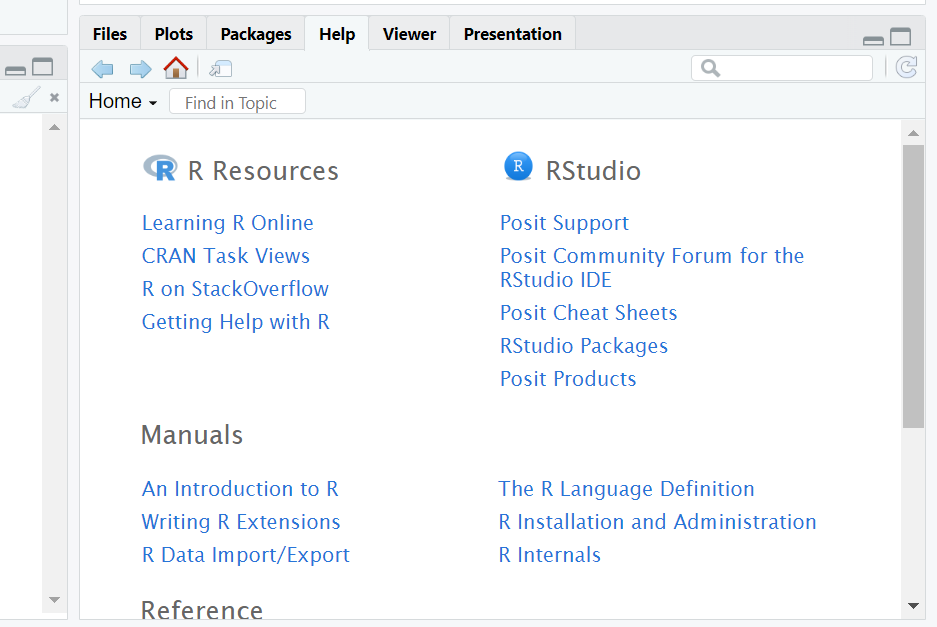 Files Plots Packages Help Viewer Presentation
Home Find in Topic
R R Resources
Learning R Online
CRAN Task Views
R on StackOverflow
Getting Help with R
R RStudio
Posit Support
Posit Community Forum for the
RStudio IDE
Posit Cheat Sheets
RStudio Packages
Posit Products
Manuals
An Introduction to R
Writing R Extensions
R Data Import/Export
The R Language Definition
R Installation and Administration
R Internals
Reference